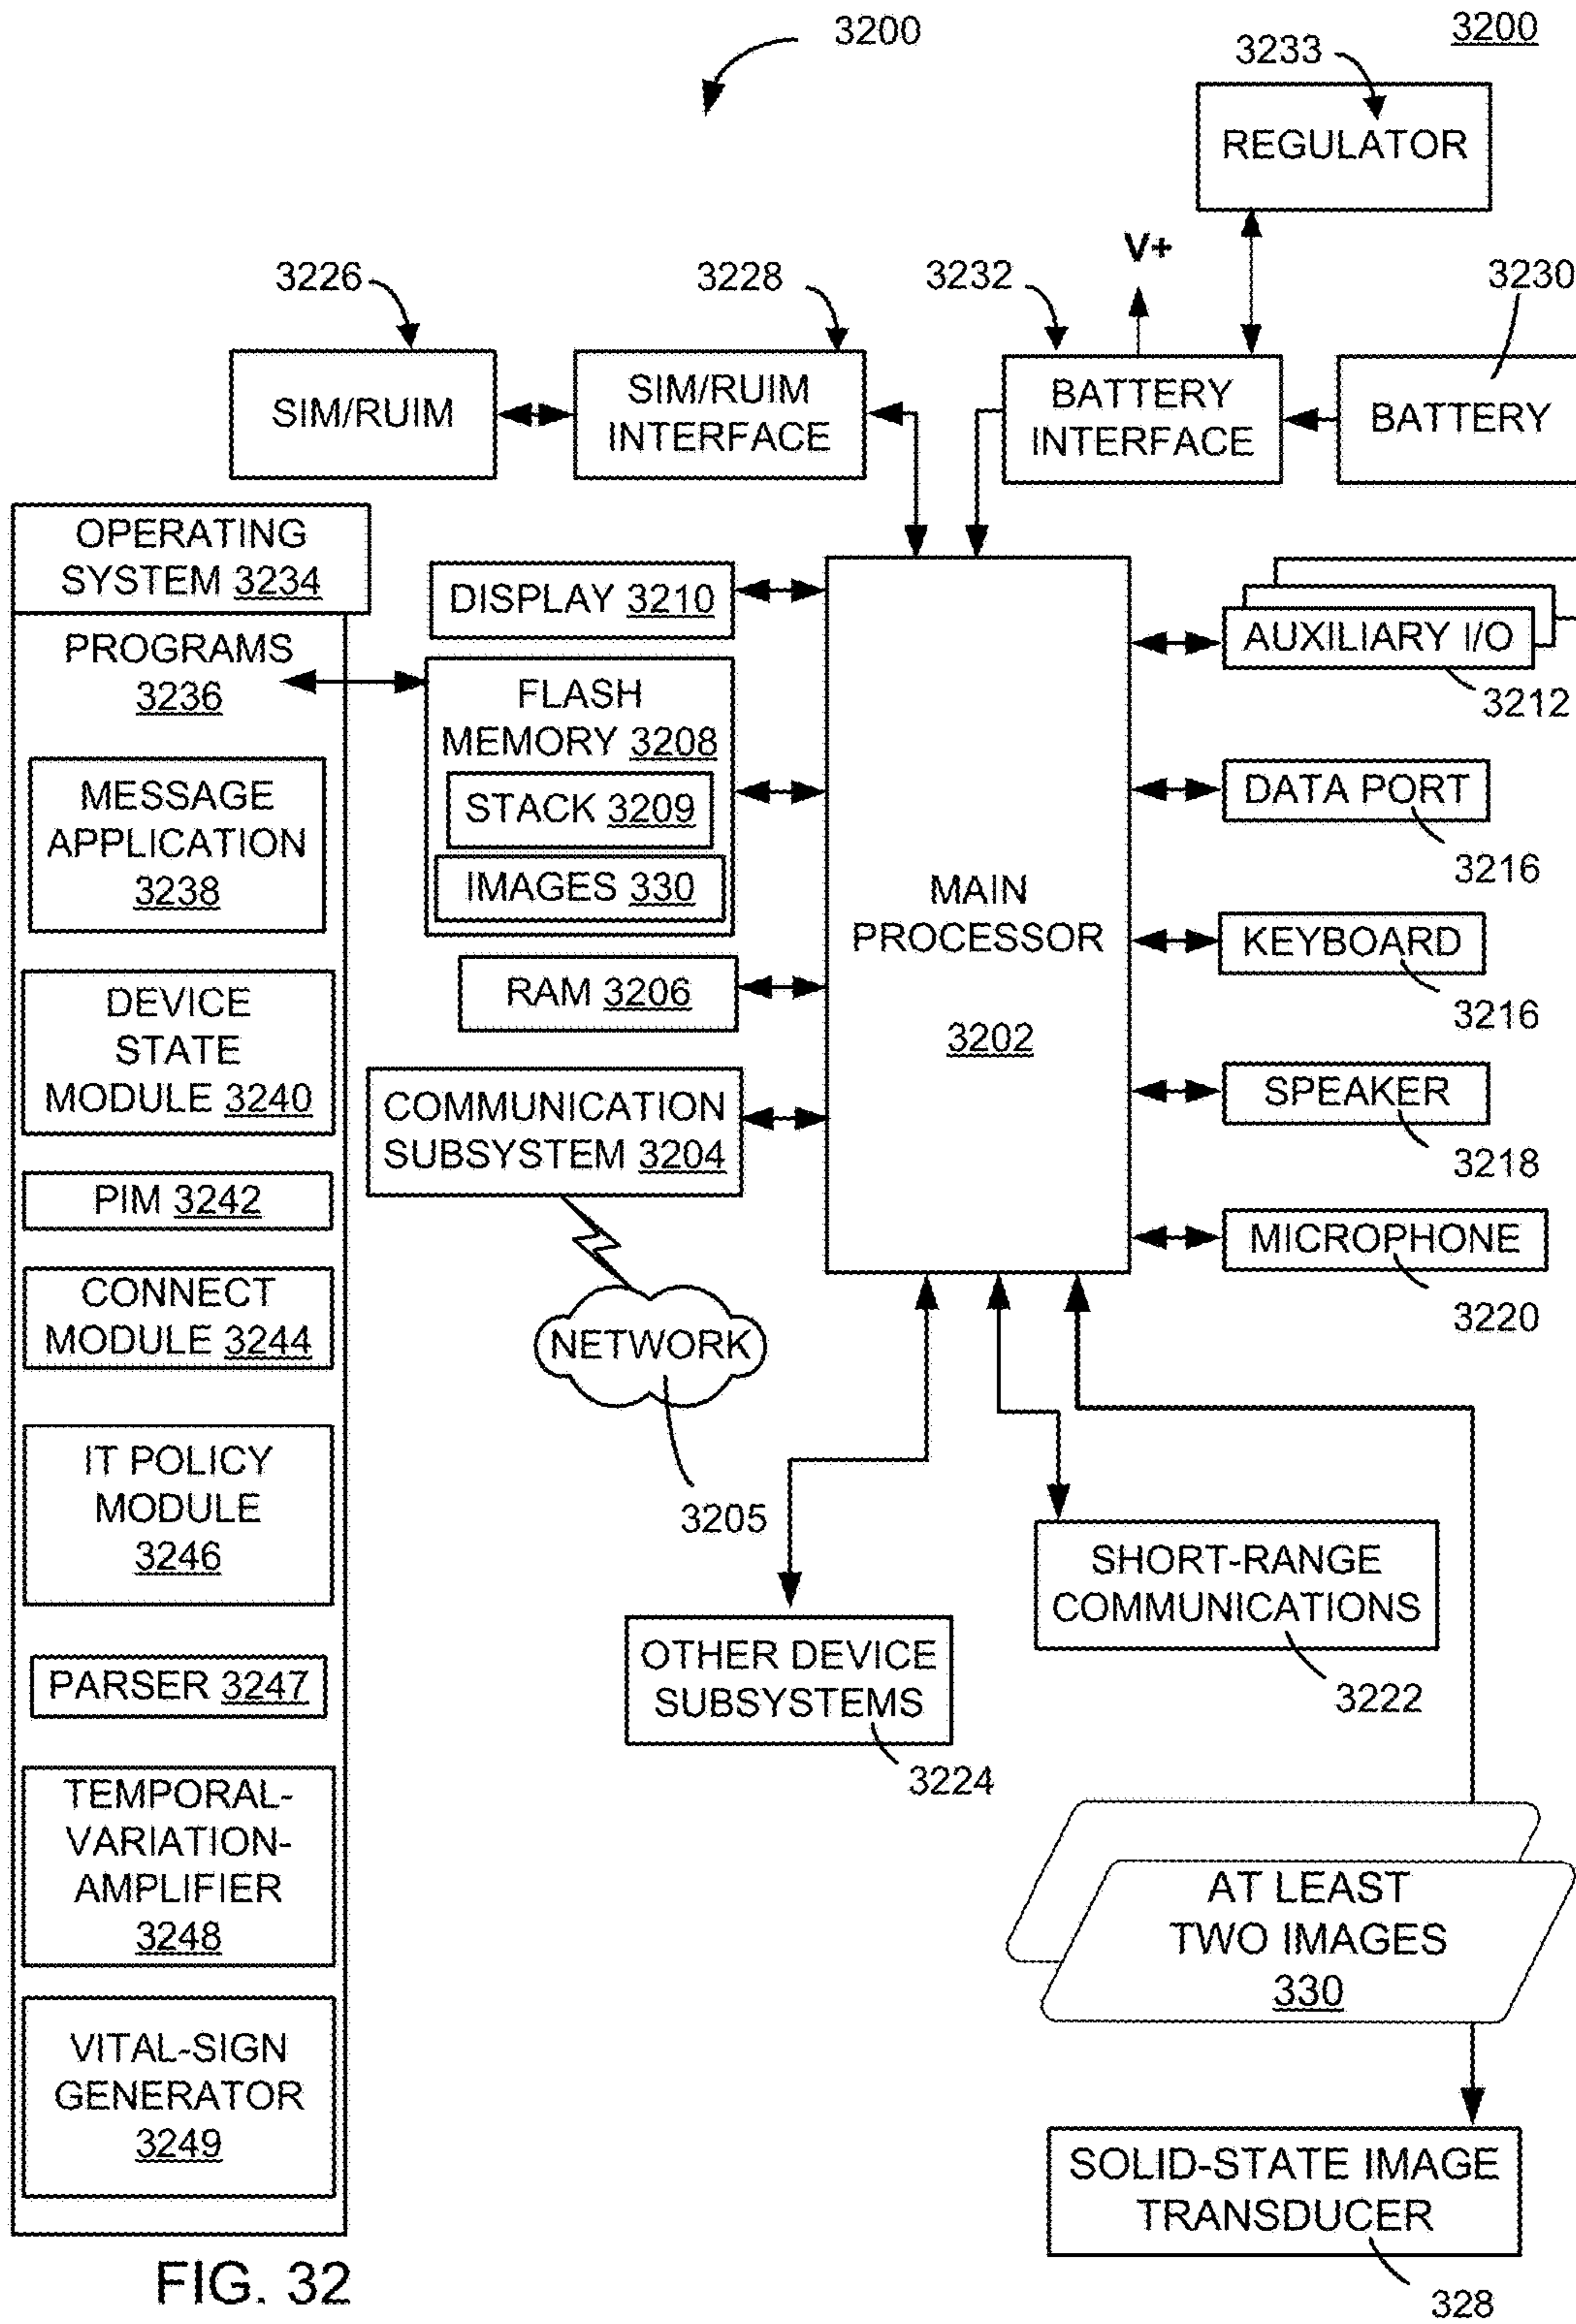 3200
3200
3233
REGULATOR
V+
3226
3228
3232
3230
SIM/RUIM
SIM/RUIM
INTERFACE
BATTERY
INTERFACE
BATTERY
OPERATING
SYSTEM 3234
PROGRAMS
3236
MESSAGE
APPLICATION
3238
DEVICE
STATE
MODULE 3240
PIM 3242
CONNECT
MODULE 3244
IT POLICY
MODULE
3246
PARSER 3247
TEMPORAL-
VARIATION-
AMPLIFIER
3248
VITAL-SIGN
GENERATOR
3249
DISPLAY 3210
FLASH
MEMORY 3208
STACK 3209
IMAGES 330
RAM 3206
COMMUNICATION
SUBSYSTEM 3204
NETWORK
3205
MAIN
PROCESSOR
3202
AUXILIARY I/O
3212
DATA PORT
3216
KEYBOARD
3216
SPEAKER
3218
MICROPHONE
3220
SHORT-RANGE
COMMUNICATIONS
3222
OTHER DEVICE
SUBSYSTEMS
3224
AT LEAST
TWO IMAGES
330
SOLID-STATE IMAGE
TRANSDUCER
328
FIG. 32